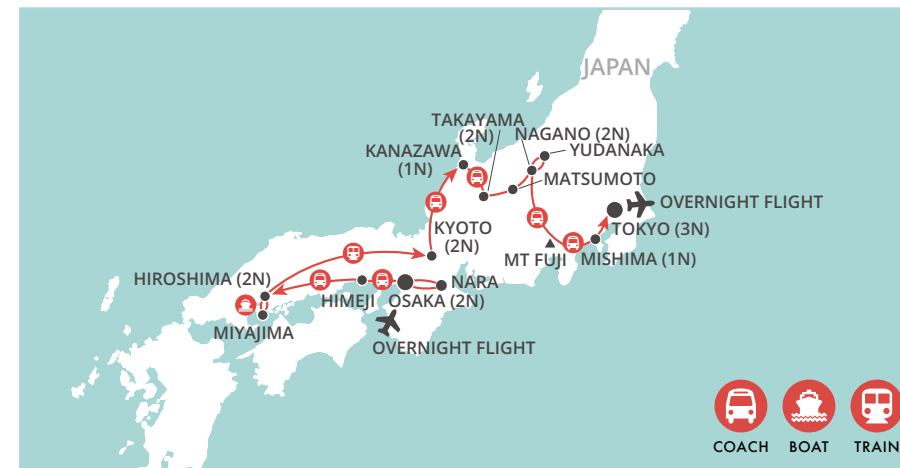 JAPAN
TAKAYAMA
(2N)
NAGANO (2N)
YUDANAKA
KANAZAWA
(1N)
MATSUMOTO
OVERNIGHT FLIGHT
TOKYO (3N)
KYOTO
(2N)
MT FUJI
MISHIMA (1N)
HIROSHIMA (2N)
NARA
HIMEJI
OSAKA (2N)
MIYAJIMA
OVERNIGHT FLIGHT
COACH
BOAT
TRAIN